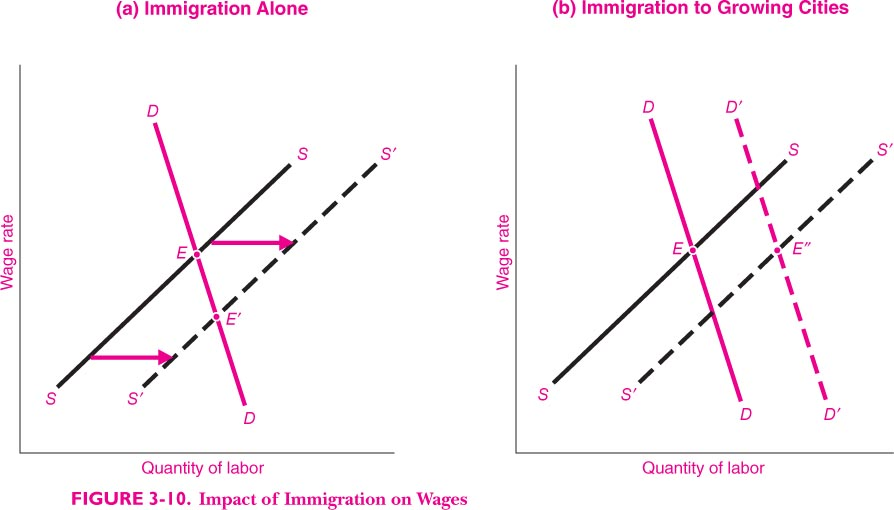 (a) Immigration Alone
D
S
S′
E
E′
S
S′
D
Wage rate
Quantity of labor
(b) Immigration to Growing Cities
D
D′
S
S′
E
E″
S
S′
D
D′
Wage rate
Quantity of labor
FIGURE 3-10. Impact of Immigration on Wages